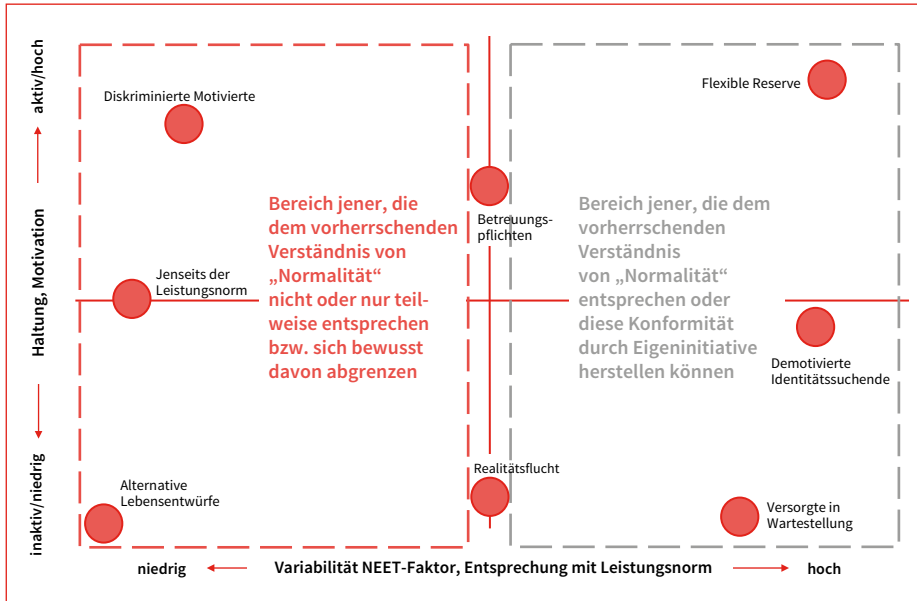 aktiv/hoch
Haltung, Motivation
inaktiv/niedrig
Diskriminierte Motivierte
Flexible Reserve
Bereich jener, die
dem vorherrschenden
Verständnis von
„Normalität“
nicht oder nur teil-
weise entsprechen
bzw. sich bewusst
davon abgrenzen
Betreuungs-
pflichten
Bereich jener, die dem
vorherrschenden
Verständnis
von „Normalität“
entsprechen oder
diese Konformität
durch Eigeninitiative
herstellen können
Jenseits der
Leistungsnorm
Demotivierte
Identitätssuchende
Alternative
Lebensentwürfe
Realitätsflucht
Versorgte in
Wartestellung
niedrig
Variabilität NEET-Faktor, Entsprechung mit Leistungsnorm
hoch